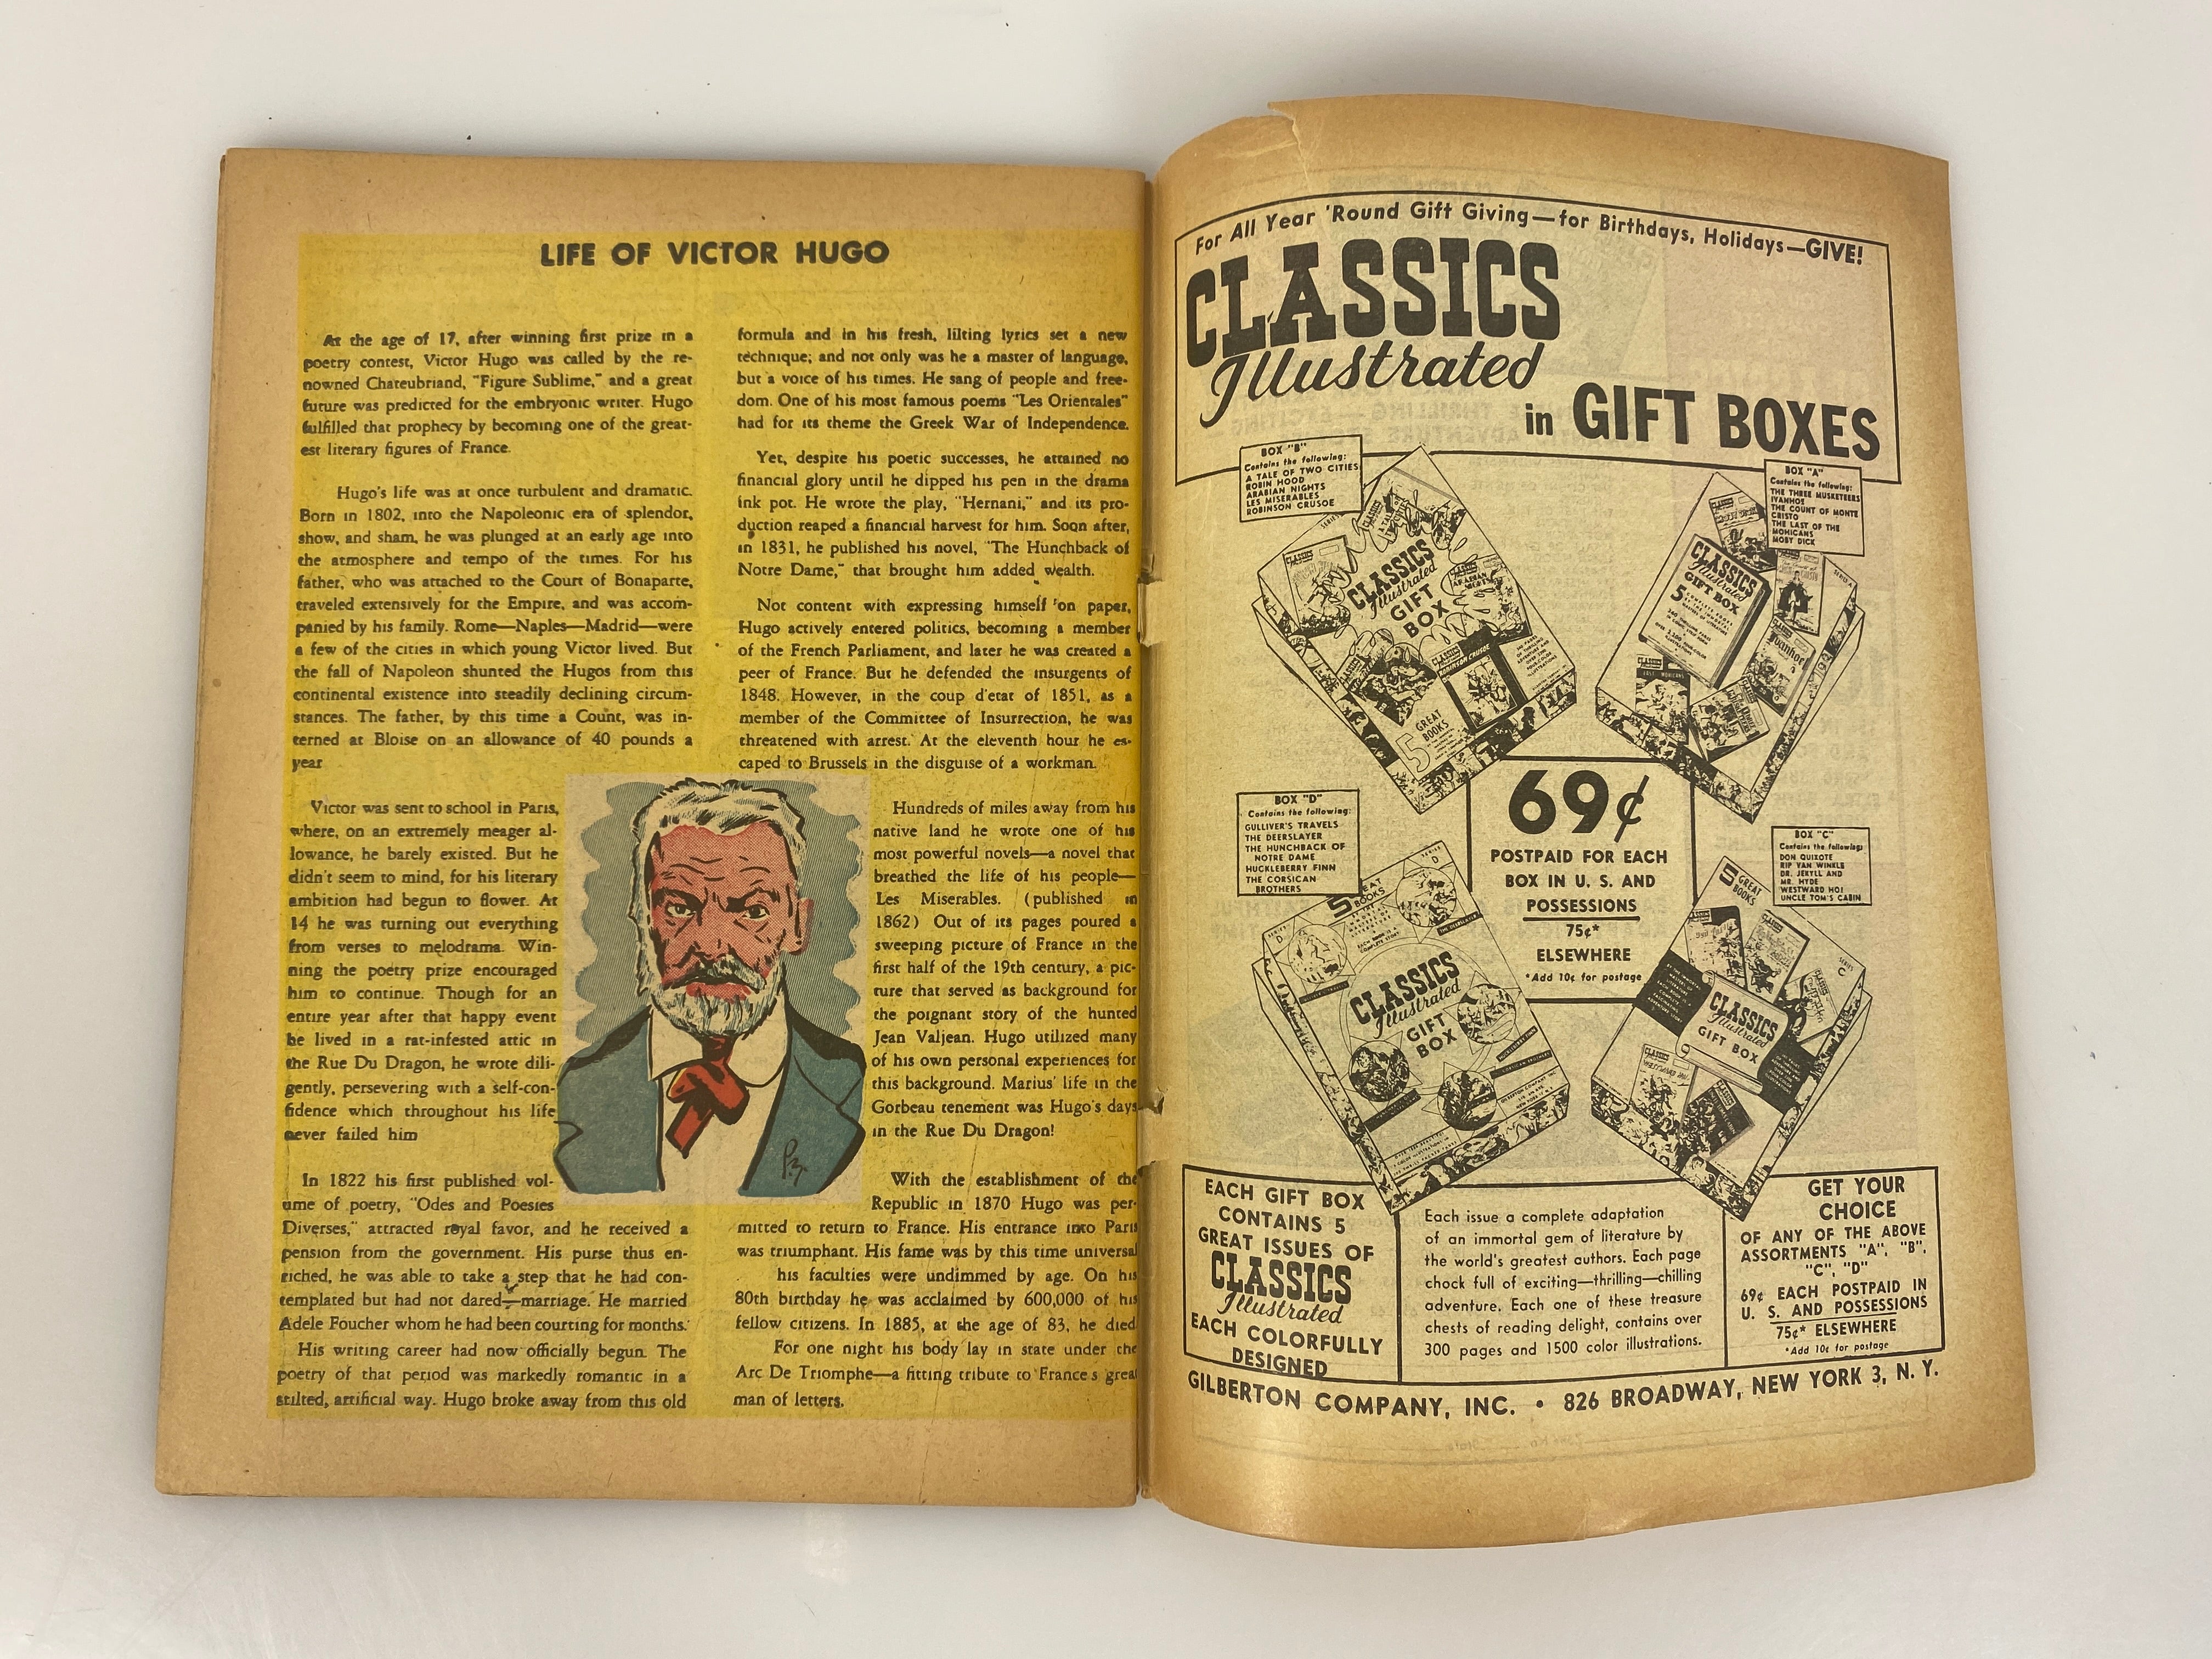 LIFE OF VICTOR HUGO
At the age of 17, after winning first prize in a
poetry contest, Victor Hugo was called by the re-
nowned Chateubriand, "Figure Sublime," and a great
future was predicted for the embryonic writer. Hugo
fulfilled that prophecy by becoming one of the great-
est literary figures of France.
Hugo's life was at once turbulent and dramatic.
Born in 1802, into the Napoleonic era of splendor,
show, and sham, he was plunged at an early age into
the atmosphere and tempo of the times. For his
father, who was attached to the Court of Bonaparte,
traveled extensively for the Empire, and was accom-
panied by his family. Rome—Naples—Madrid—were
a few of the cities in which young Victor lived. But
the fall of Napoleon shunted the Hugos from this
continental existence into steadily declining circum-
stances. The father, by this time a Count, was in-
terned at Bloise on an allowance of 40 pounds a
year
Victor was sent to school in Paris,
where, on an extremely meager al-
lowance, he barely existed. But he
didn't seem to mind, for his literary
ambition had begun to flower. At
14 he was turning out everything
from verses to melodrama. Win-
ning the poetry prize encouraged
him to continue. Though for an
entire year after that happy event
he lived in a rat-infested attic in
the Rue Du Dragon, he wrote dili-
gently, persevering with a self-con-
fidence which throughout his life
never failed him
In 1822 his first published vol-
ume of poetry, "Odes and Poesies
Diverses," attracted royal favor, and he received a
pension from the government. His purse thus en-
riched, he was able to take a step that he had con-
templated but had not dared—marriage. He married
Adele Foucher whom he had been courting for months.
His writing career had now officially begun. The
poetry of that period was markedly romantic in a
stilted, artificial way. Hugo broke away from this old
formula and in his fresh, lilting lyrics set a new
technique; and not only was he a master of language,
but a voice of his times. He sang of people and free-
dom. One of his most famous poems "Les Orientales"
had for its theme the Greek War of Independence.
Yet, despite his poetic successes, he attained no
financial glory until he dipped his pen in the drama
ink pot. He wrote the play, "Hernani," and its pro-
duction reaped a financial harvest for him. Soon after,
in 1831, he published his novel, "The Hunchback of
Notre Dame," that brought him added wealth.
Not content with expressing himself on paper,
Hugo actively entered politics, becoming a member
of the French Parliament, and later he was created a
peer of France. But he defended the insurgents of
1848. However, in the coup d'etat of 1851, as a
member of the Committee of Insurrection, he was
threatened with arrest. At the eleventh hour he es-
caped to Brussels in the disguise of a workman.
Hundreds of miles away from his
native land he wrote one of his
most powerful novels—a novel that
breathed the life of his people—
Les Miserables. (published in
1862) Out of its pages poured a
sweeping picture of France in the
first half of the 19th century, a pic-
ture that served as background for
the poignant story of the hunted
Jean Valjean. Hugo utilized many
of his own personal experiences for
this background. Marius' life in the
Gorbeau tenement was Hugo's days
in the Rue Du Dragon!
With the establishment of the
Republic in 1870 Hugo was per-
mitted to return to France. His entrance into Paris
was triumphant. His fame was by this time universal
his faculties were undimmed by age. On his
80th birthday he was acclaimed by 600,000 of his
fellow citizens. In 1885, at the age of 83, he died
For one night his body lay in state under the
Arc De Triomphe—a fitting tribute to France's great
man of letters.
For All Year 'Round Gift Giving—for Birthdays, Holidays—GIVE!
CLASSICS
Illustrated
in GIFT BOXES
BOX "B"
Contains the following:
A TALE OF TWO CITIES
ROBIN HOOD
ARABIAN NIGHTS
LES MISERABLES
ROBINSON CRUSOE
BOX "A"
Contains the following:
THE THREE MUSKETEERS
IVANHOE
THE COUNT OF MONTE
CRISTO
THE LAST OF THE
MOHICANS
MOBY DICK
CLASSICS
Illustrated
GIFT
BOX
5 GREAT
BOOKS
CLASSICS
Illustrated
GIFT BOX
5
69¢
POSTPAID FOR EACH
BOX IN U. S. AND
POSSESSIONS
75¢*
ELSEWHERE
*Add 10¢ for postage
BOX "D"
Contains the following:
GULLIVER'S TRAVELS
THE DEERSLAYER
THE HUNCHBACK OF
NOTRE DAME
HUCKLEBERRY FINN
THE CORSICAN
BROTHERS
BOX "C"
Contains the following:
DON QUIXOTE
RIP VAN WINKLE
DR. JEKYLL AND
MR. HYDE
WESTWARD HO!
UNCLE TOM'S CABIN
5 GREAT
BOOKS
CLASSICS
Illustrated
GIFT
BOX
5 GREAT
BOOKS
CLASSICS
Illustrated
GIFT BOX
EACH GIFT BOX
CONTAINS 5
GREAT ISSUES OF
CLASSICS
Illustrated
EACH COLORFULLY
DESIGNED
Each issue a complete adaptation
of an immortal gem of literature by
the world's greatest authors. Each page
chock full of exciting—thrilling—chilling
adventure. Each one of these treasure
chests of reading delight, contains over
300 pages and 1500 color illustrations.
GET YOUR
CHOICE
OF ANY OF THE ABOVE
ASSORTMENTS "A", "B",
"C", "D"
69¢ EACH POSTPAID IN
U. S. AND POSSESSIONS
75¢* ELSEWHERE
*Add 10¢ for postage
GILBERTON COMPANY, INC. • 826 BROADWAY, NEW YORK 3, N. Y.